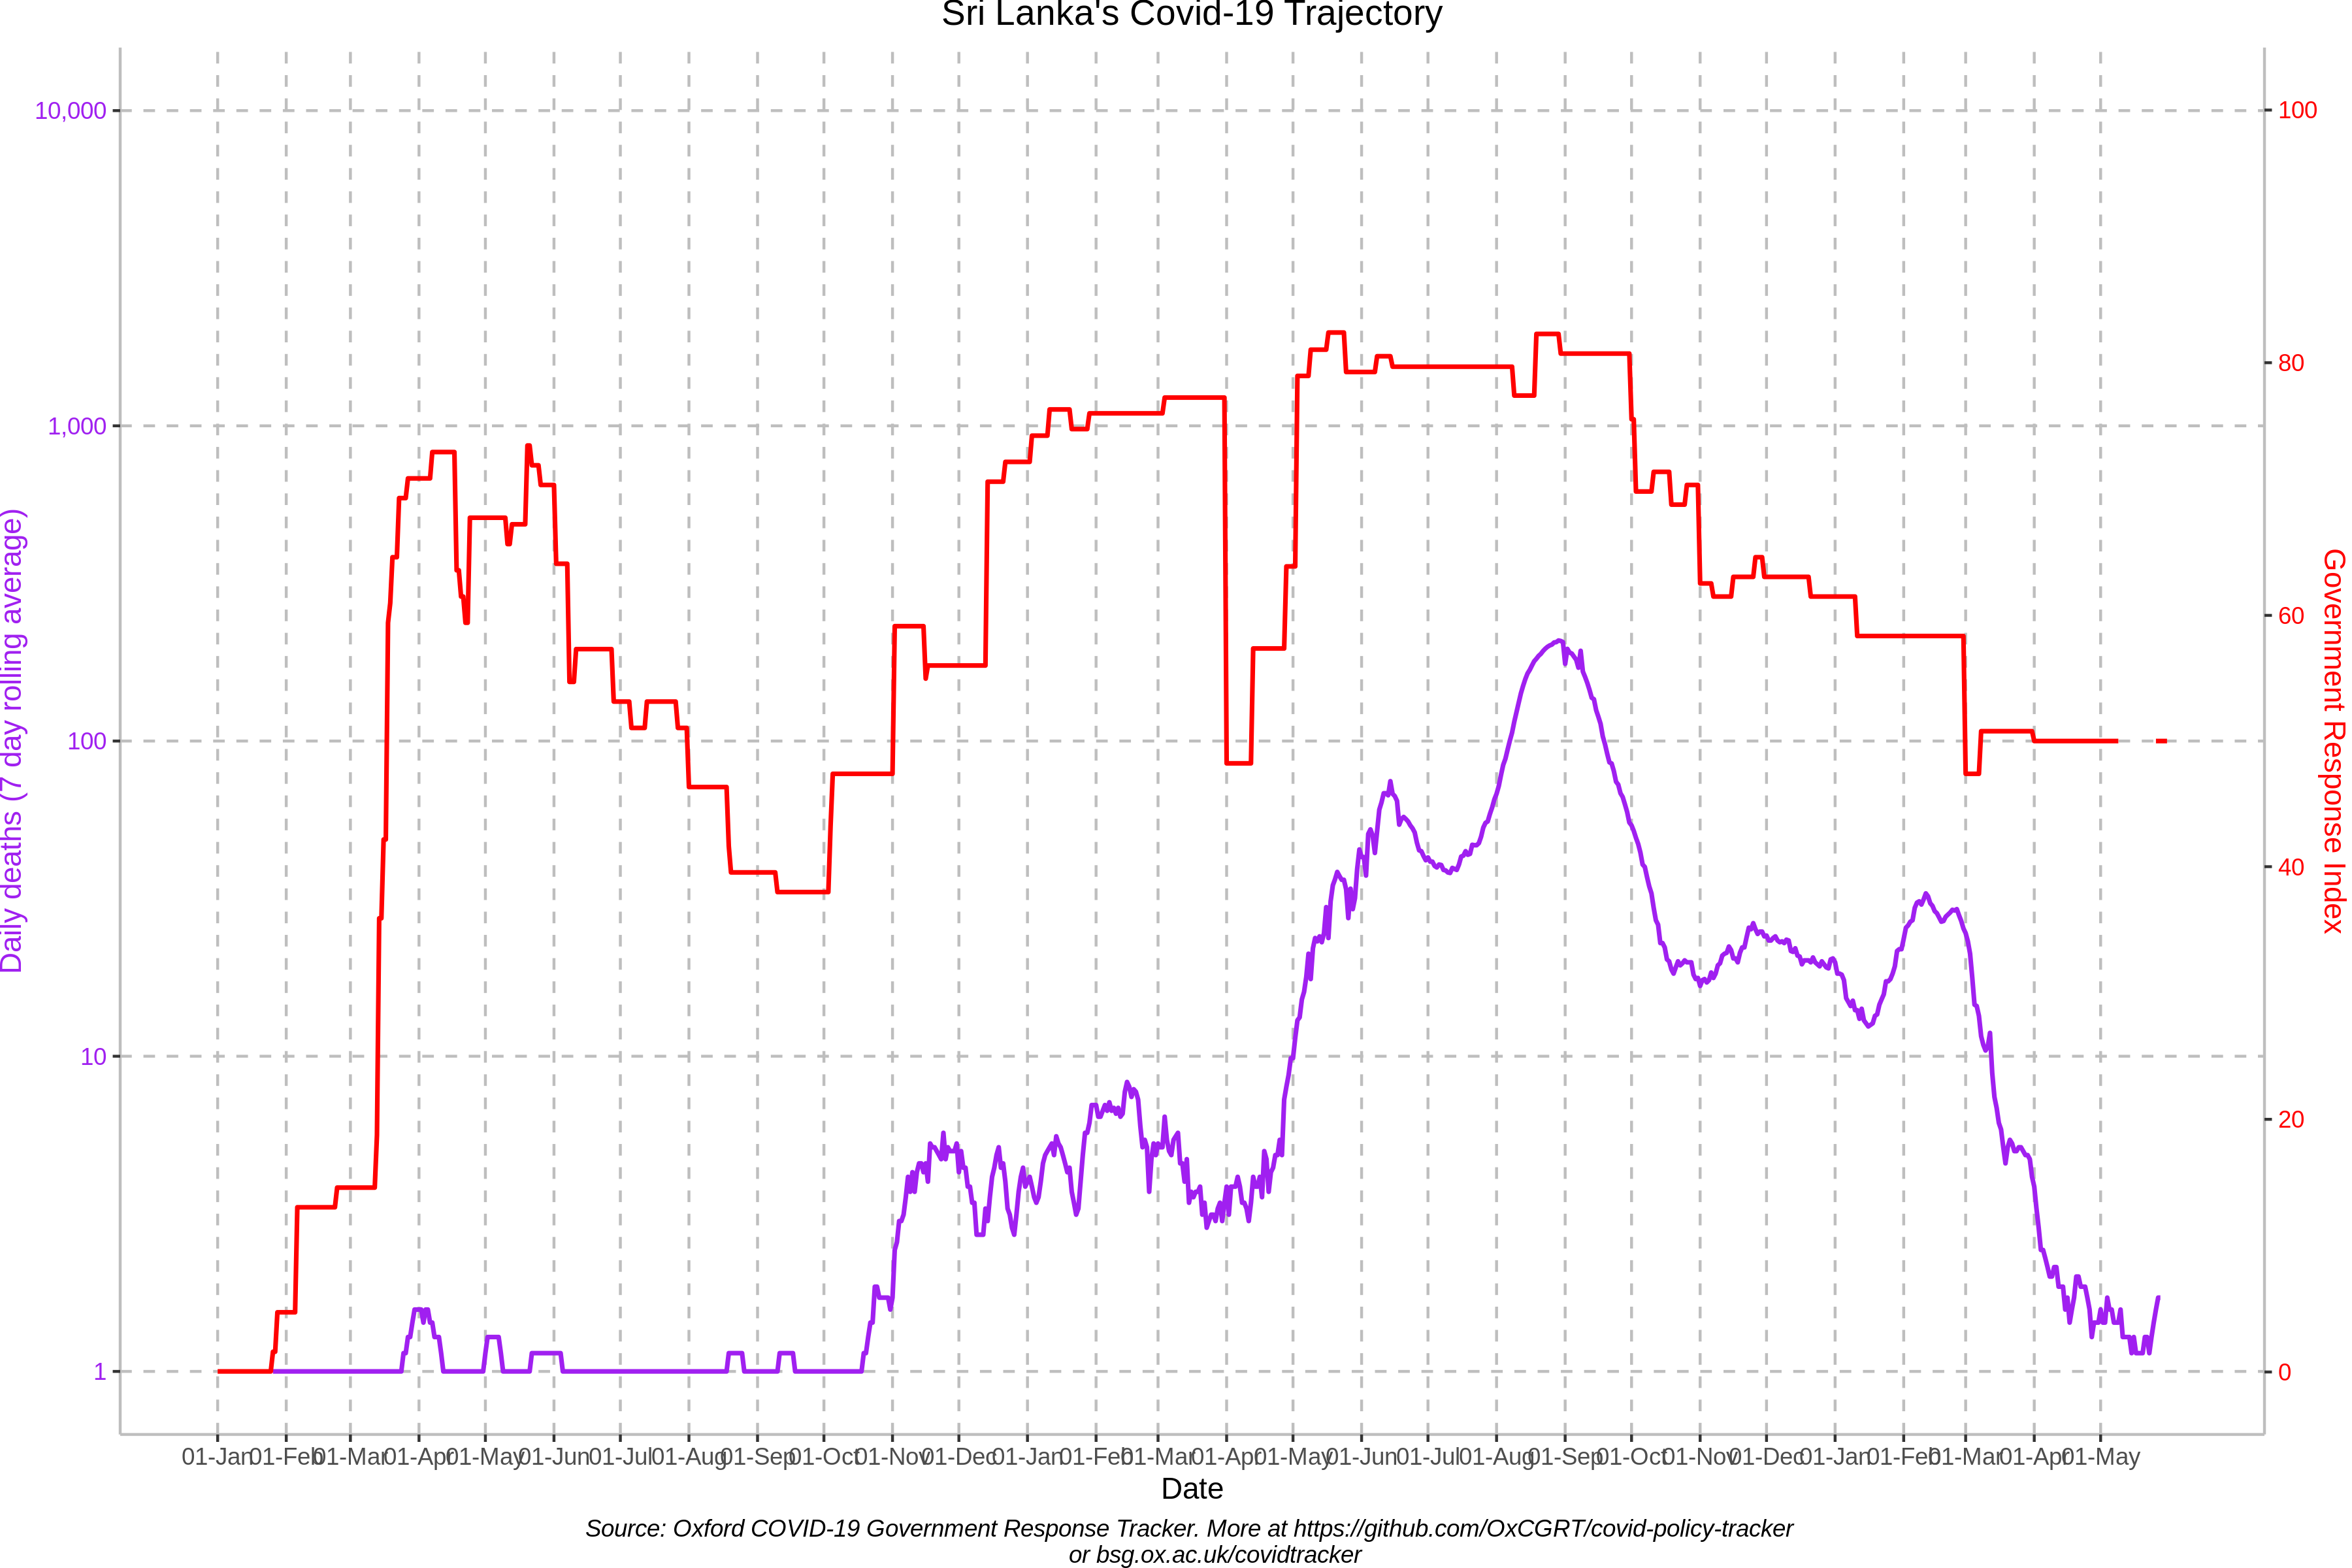 Sri Lanka's Covid-19 Trajectory
10,000
1,000
100
10
1
Daily deaths (7 day rolling average)
100
80
60
40
20
0
Government Response Index
01-Jan 01-Feb 01-Mar 01-Apr 01-May 01-Jun 01-Jul 01-Aug 01-Sep 01-Oct 01-Nov 01-Dec 01-Jan 01-Feb 01-Mar 01-Apr 01-May 01-Jun 01-Jul 01-Aug 01-Sep 01-Oct 01-Nov 01-Dec 01-Jan 01-Feb 01-Mar 01-Apr 01-May
Date
Source: Oxford COVID-19 Government Response Tracker. More at https://github.com/OxCGRT/covid-policy-tracker
or bsg.ox.ac.uk/covidtracker